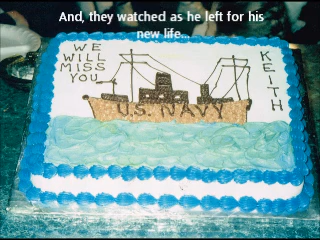 And, they watched as he left for his
new life...
WE
WILL
MISS
YOU
KEITH
U.S. NAVY